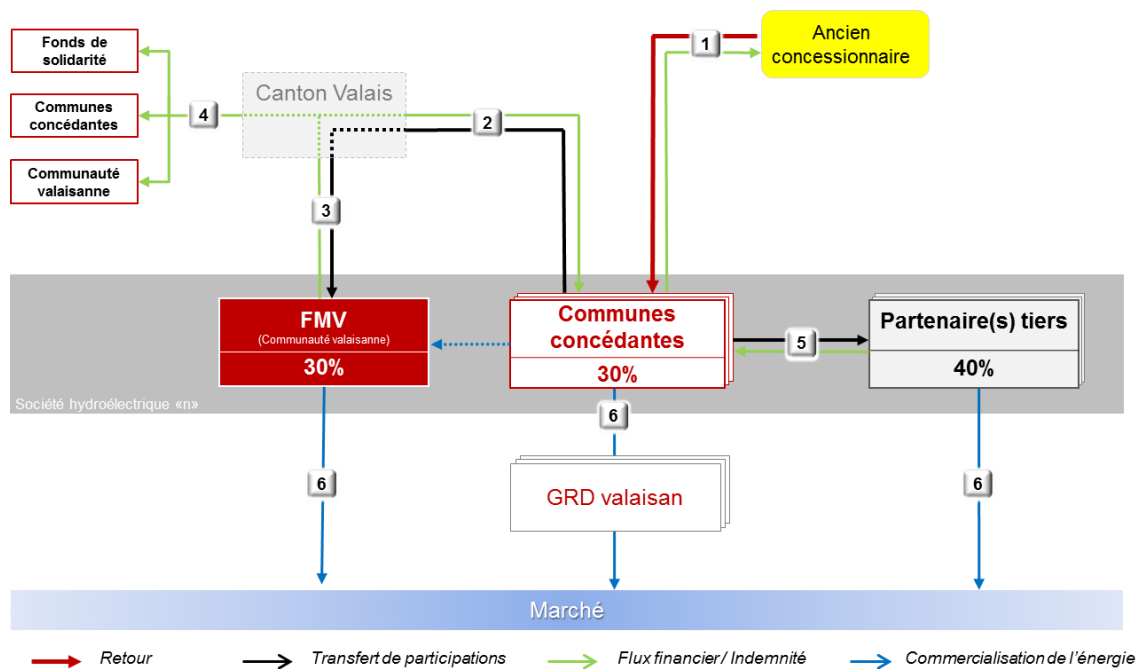 Fonds de
solidarité
Communes
concédantes
Communauté
valaisanne
4
Canton Valais
2
1
Ancien
concessionnaire
3
FMV
(Communauté valaisanne)
30%
Communes
concédantes
30%
5
Partenaire(s) tiers
40%
Société hydroélectrique «n»
6
6
6
GRD valaisan
Marché
Retour
Transfert de participations
Flux financier / Indemnité
Commercialisation de l'énergie